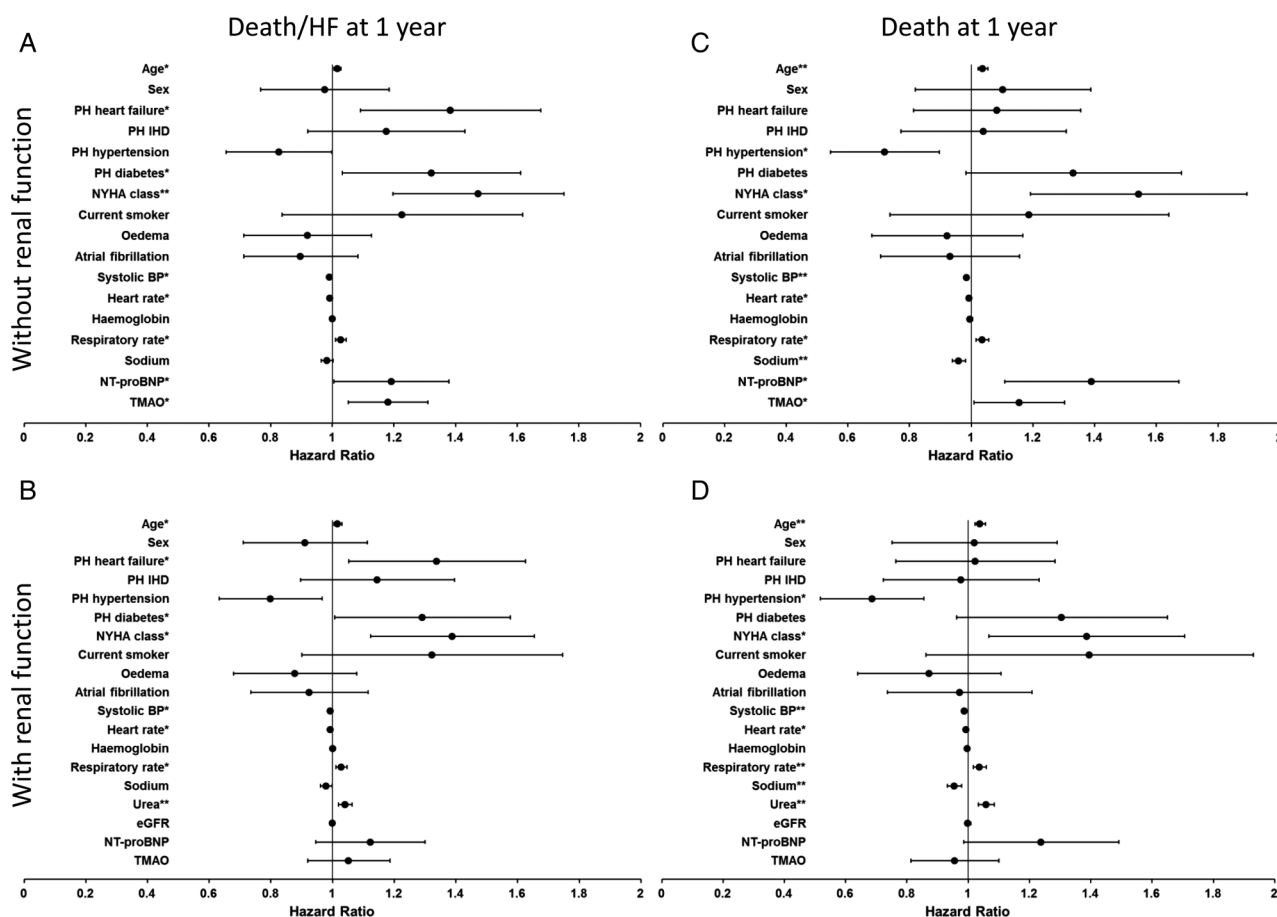 Death/HF at 1 year
A
Without renal function
Age*
Sex
PH heart failure*
PH IHD
PH hypertension
PH diabetes*
NYHA class**
Current smoker
Oedema
Atrial fibrillation
Systolic BP*
Heart rate*
Haemoglobin
Respiratory rate*
Sodium
NT-proBNP*
TMAO*
0 0.2 0.4 0.6 0.8 1 1.2 1.4 1.6 1.8 2
Hazard Ratio
Death at 1 year
C
Age**
Sex
PH heart failure
PH IHD
PH hypertension*
PH diabetes
NYHA class*
Current smoker
Oedema
Atrial fibrillation
Systolic BP**
Heart rate*
Haemoglobin
Respiratory rate*
Sodium**
NT-proBNP*
TMAO*
0 0.2 0.4 0.6 0.8 1 1.2 1.4 1.6 1.8
Hazard Ratio
B
With renal function
Age*
Sex
PH heart failure*
PH IHD
PH hypertension
PH diabetes*
NYHA class*
Current smoker
Oedema
Atrial fibrillation
Systolic BP*
Heart rate*
Haemoglobin
Respiratory rate*
Sodium
Urea**
eGFR
NT-proBNP
TMAO
0 0.2 0.4 0.6 0.8 1 1.2 1.4 1.6 1.8 2
Hazard Ratio
D
Age**
Sex
PH heart failure
PH IHD
PH hypertension*
PH diabetes
NYHA class*
Current smoker
Oedema
Atrial fibrillation
Systolic BP**
Heart rate*
Haemoglobin
Respiratory rate**
Sodium**
Urea**
eGFR
NT-proBNP
TMAO
0 0.2 0.4 0.6 0.8 1 1.2 1.4 1.6 1.8 2
Hazard Ratio